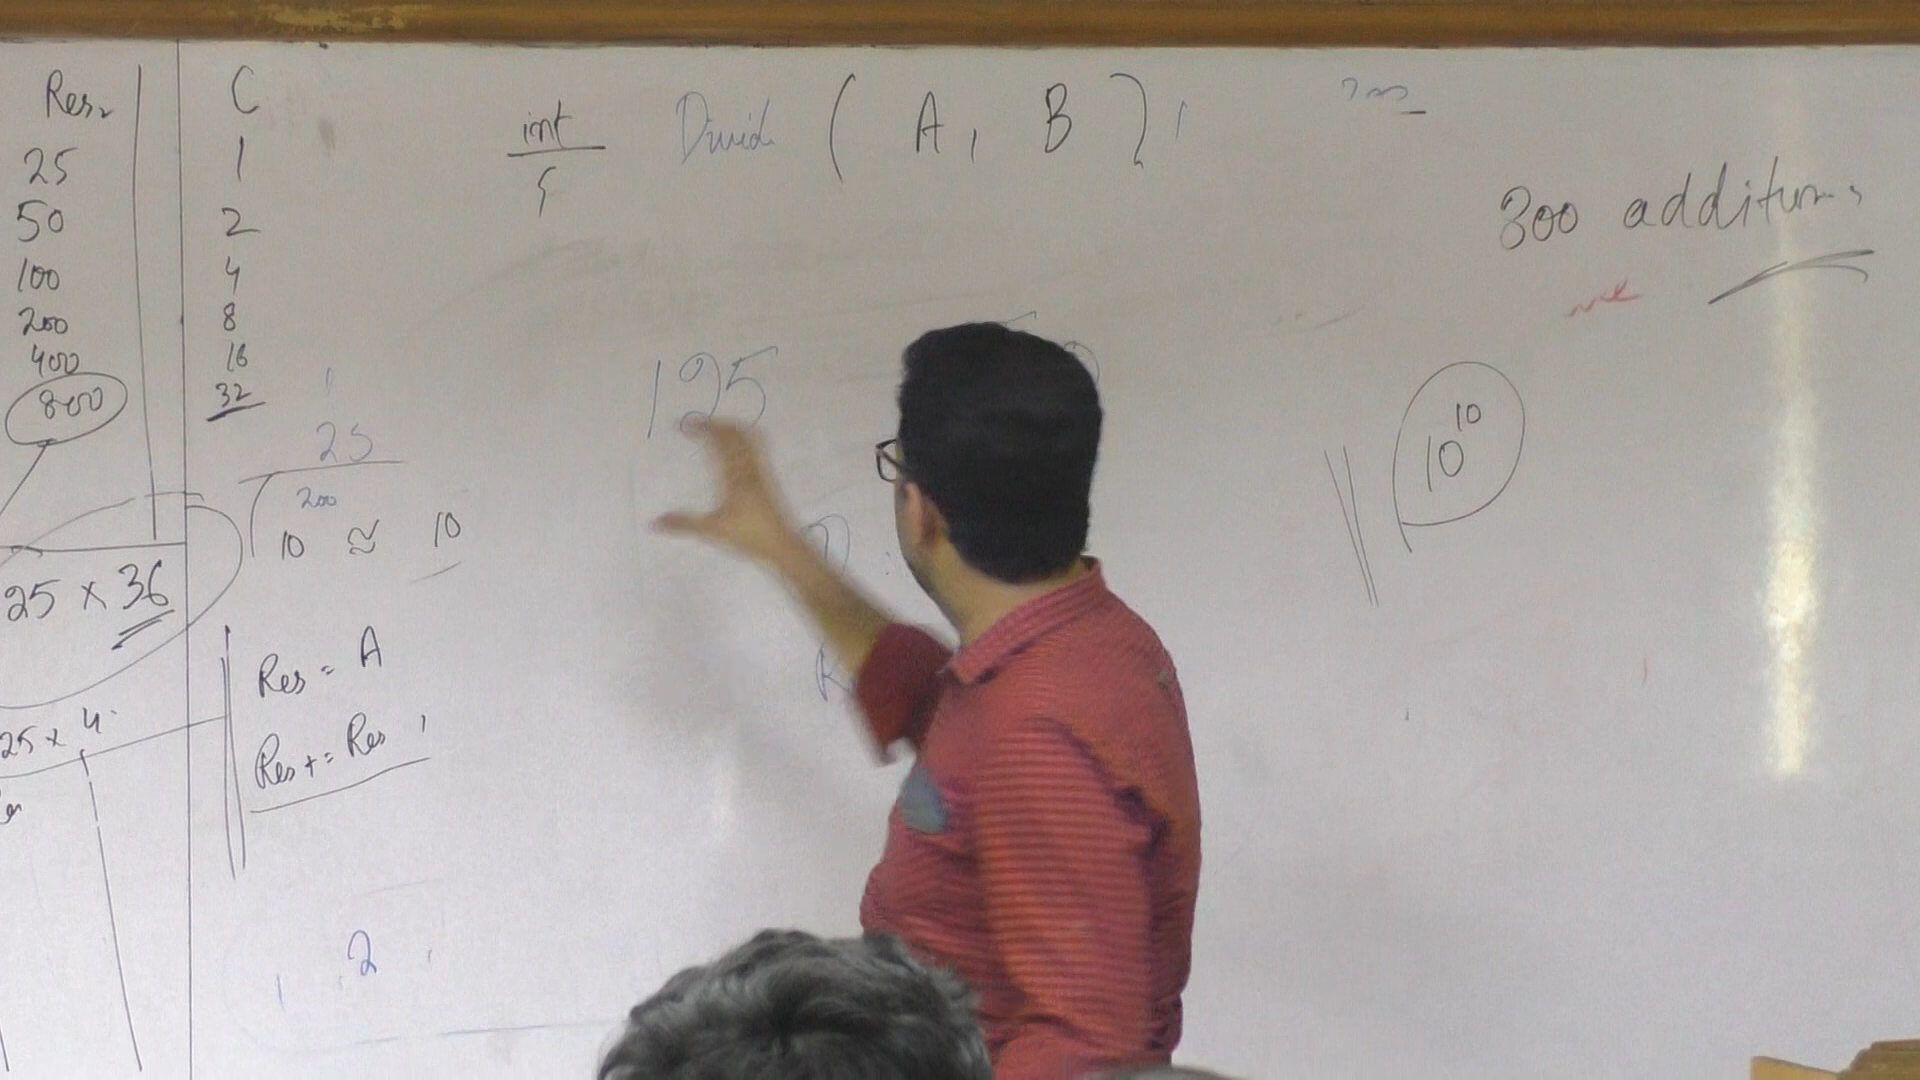 Res C
25 1
50 2
100 4
200 8
400 16
800 32
25 × 36
25 × 4
25
200
10 ≅ 10
Res = A
Res += Res
2
int Divid ( A, B )
{
125
300 additions
10^10